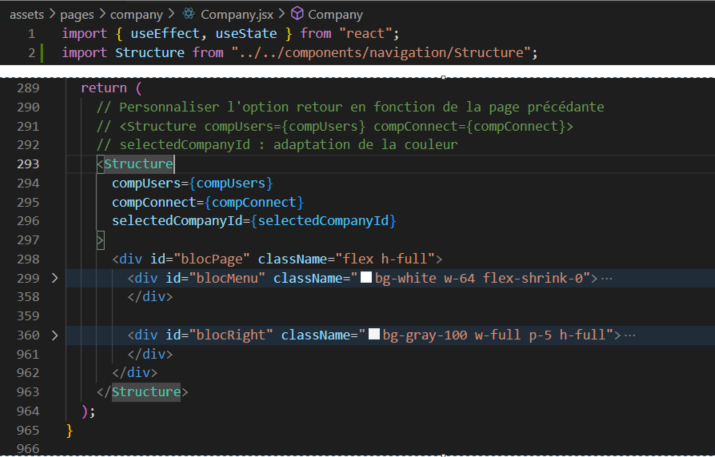 assets > pages > company > Company.jsx > Company
1 import { useEffect, useState } from "react";
2 import Structure from "../../components/navigation/Structure";
289 return (
290 // Personnaliser l'option retour en fonction de la page précédante
291 // <Structure compUsers={compUsers} compConnect={compConnect}>
292 // selectedCompanyId : adaptation de la couleur
293 <Structure
294 compUsers={compUsers}
295 compConnect={compConnect}
296 selectedCompanyId={selectedCompanyId}
297 >
298 <div id="blocPage" className="flex h-full">
299 > <div id="blocMenu" className="bg-white w-64 flex-shrink-0">…
358 </div>
359
360 > <div id="blocRight" className="bg-gray-100 w-full p-5 h-full">…
961 </div>
962 </div>
963 </Structure>
964 );
965 }
966